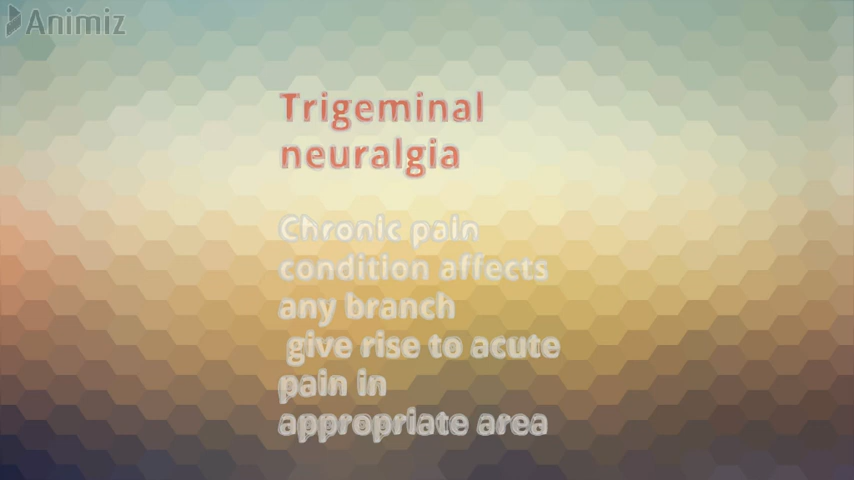 Animiz
Trigeminal
neuralgia
Chronic pain
condition affects
any branch
give rise to acute
pain in
appropriate area